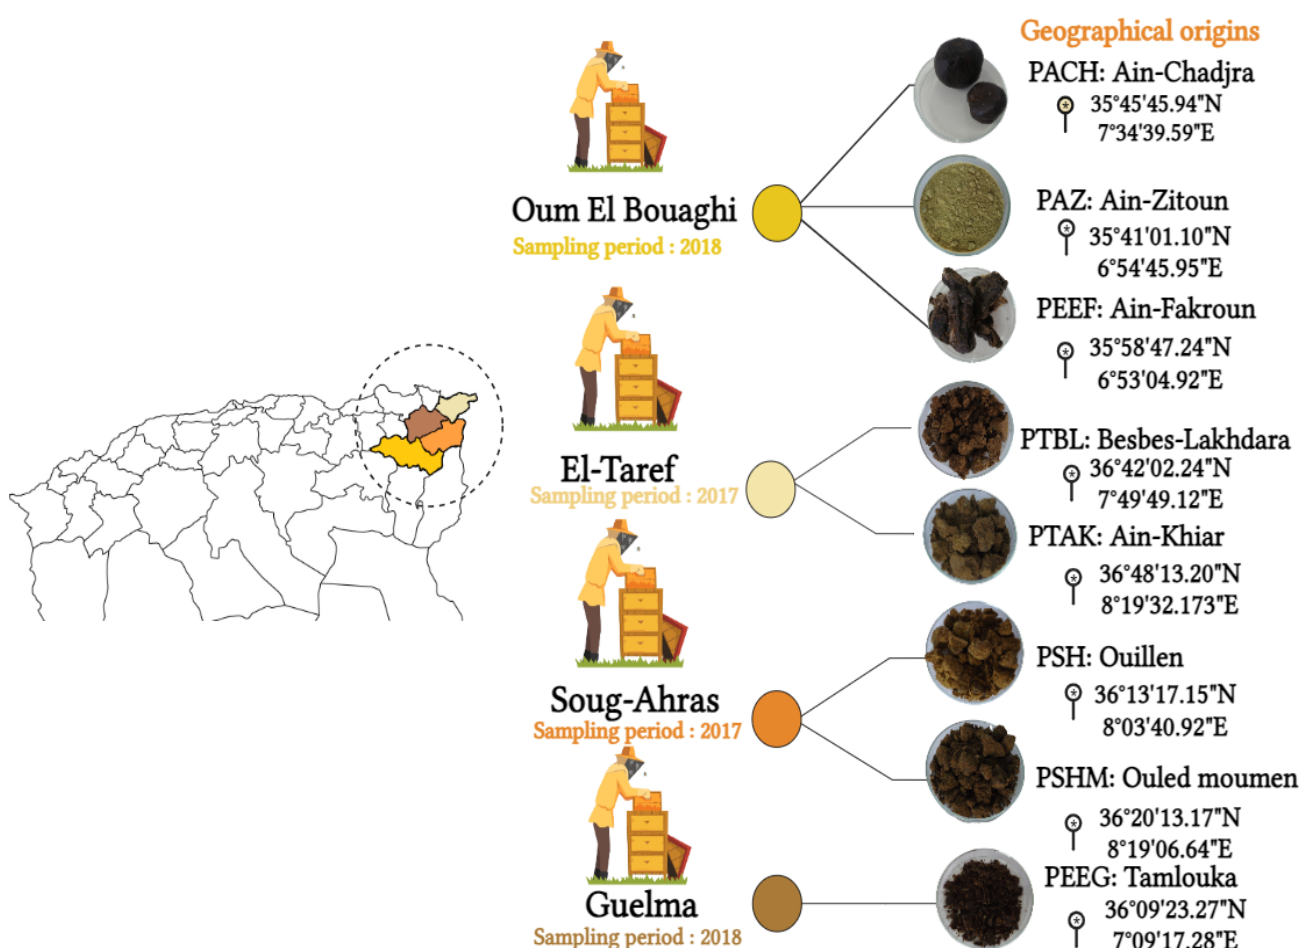 Geographical origins
PACH: Ain-Chadjra
35°45'45.94"N
7°34'39.59"E
Oum El Bouaghi
Sampling period : 2018
PAZ: Ain-Zitoun
35°41'01.10"N
6°54'45.95"E
PEEF: Ain-Fakroun
35°58'47.24"N
6°53'04.92"E
El-Taref
Sampling period : 2017
PTBL: Besbes-Lakhdara
36°42'02.24"N
7°49'49.12"E
PTAK: Ain-Khiar
36°48'13.20"N
8°19'32.173"E
Soug-Ahras
Sampling period : 2017
PSH: Ouillen
36°13'17.15"N
8°03'40.92"E
PSHM: Ouled moumen
36°20'13.17"N
8°19'06.64"E
Guelma
Sampling period : 2018
PEEG: Tamlouka
36°09'23.27"N
7°09'17.28"E